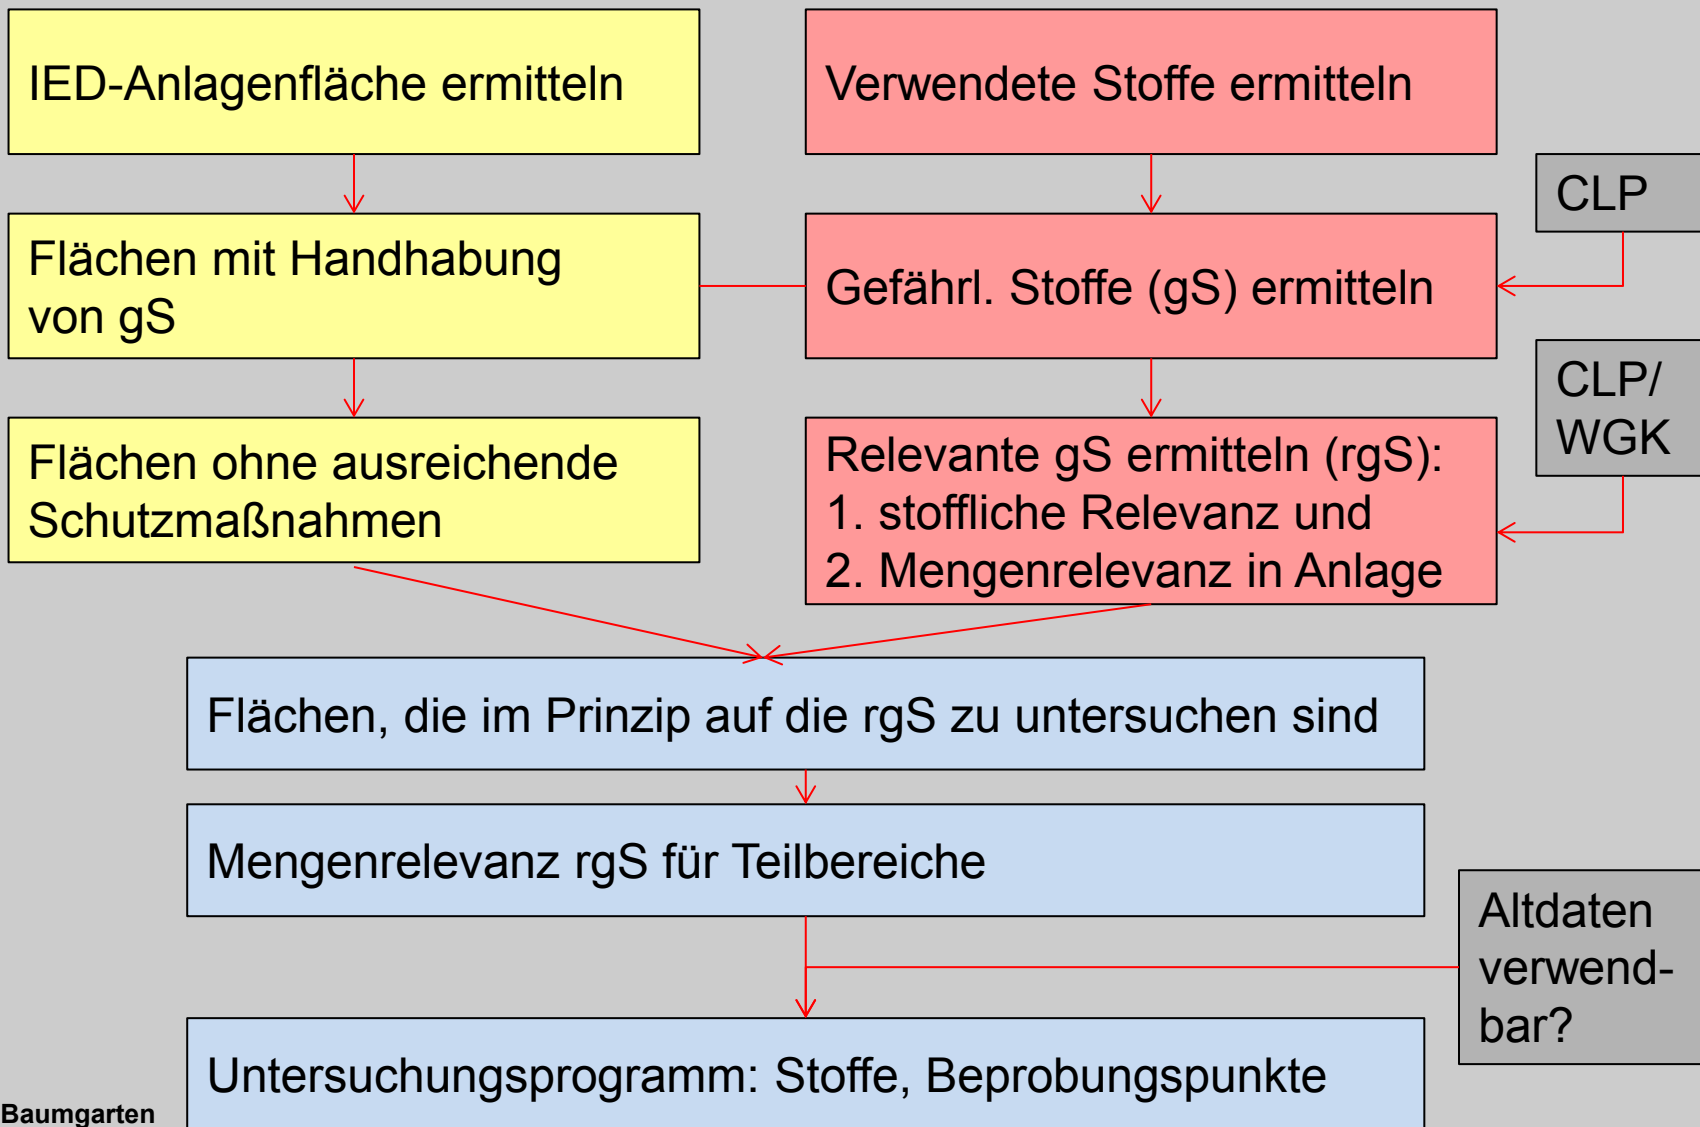 IED-Anlagenfläche ermitteln
Verwendete Stoffe ermitteln
CLP
Flächen mit Handhabung
von gS
Gefährl. Stoffe (gS) ermitteln
CLP/
WGK
Flächen ohne ausreichende
Schutzmaßnahmen
Relevante gS ermitteln (rgS):
1. stoffliche Relevanz und
2. Mengenrelevanz in Anlage
Flächen, die im Prinzip auf die rgS zu untersuchen sind
Mengenrelevanz rgS für Teilbereiche
Altdaten
verwend-
bar?
Untersuchungsprogramm: Stoffe, Beprobungspunkte
Baumgarten